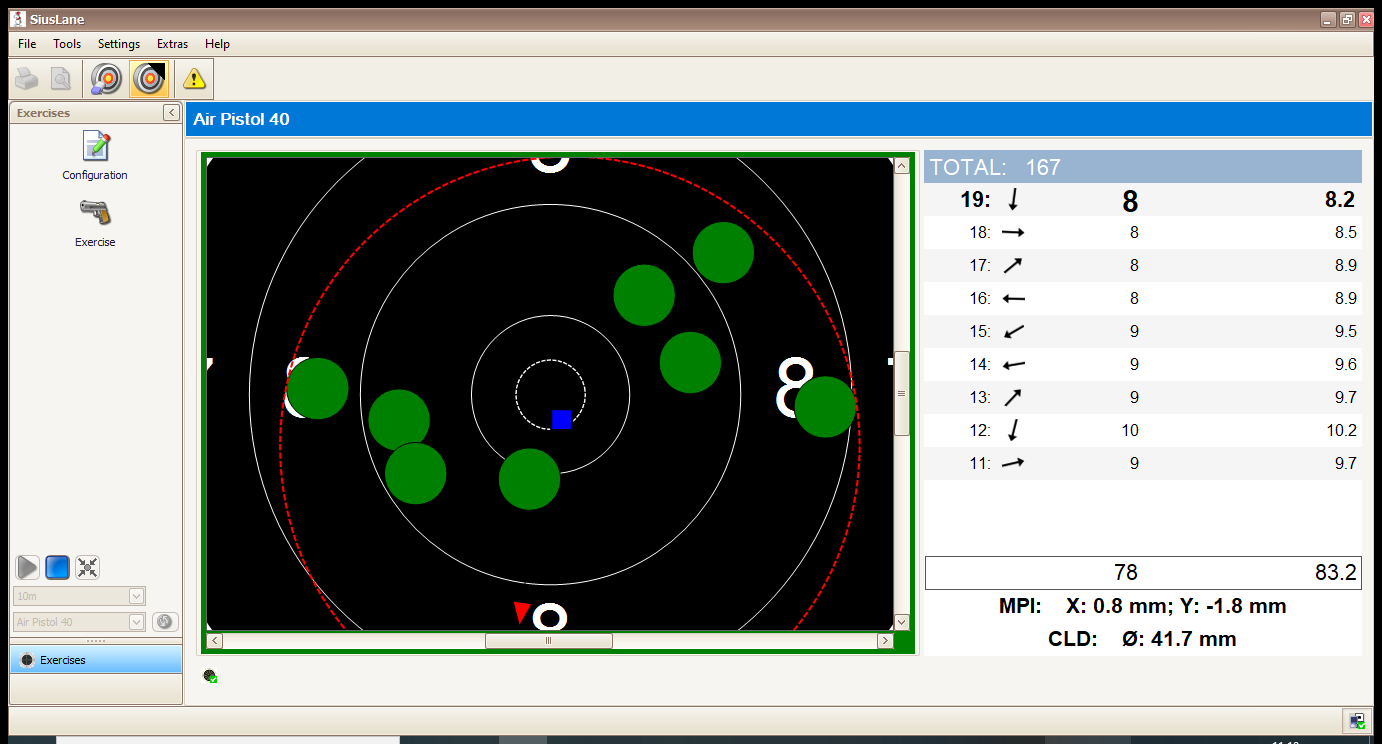 SiusLane
File Tools Settings Extras Help
Exercises
Configuration
Exercise
10m
Air Pistol 40
Exercises
Air Pistol 40
8
8
TOTAL: 167
19: 8 8.2
18: 8 8.5
17: 8 8.9
16: 8 8.9
15: 9 9.5
14: 9 9.6
13: 9 9.7
12: 10 10.2
11: 9 9.7
78 83.2
MPI: X: 0.8 mm; Y: -1.8 mm
CLD: Ø: 41.7 mm